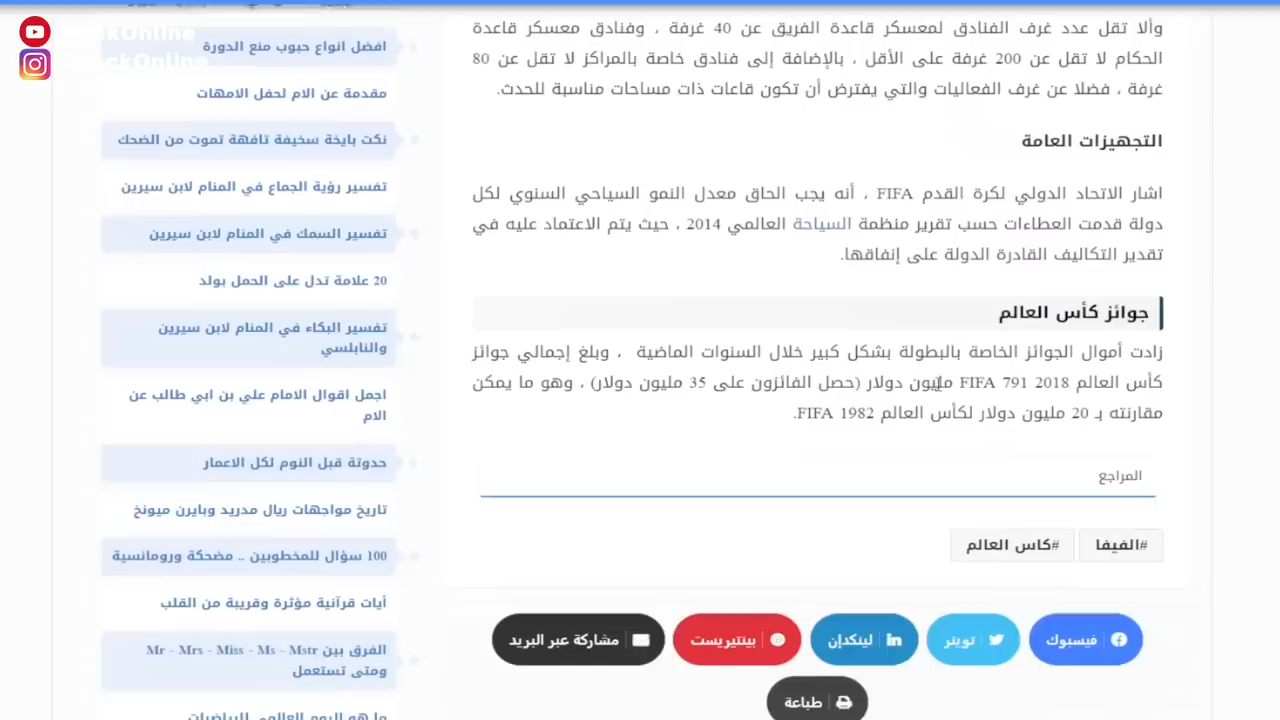 وألا تقل عدد غرف الفنادق لمعسكر قاعدة الفريق عن 40 غرفة ، وفنادق معسكر قاعدة
الحكام لا تقل عن 200 غرفة على الأقل ، بالإضافة إلى فنادق خاصة بالمراكز لا تقل عن 80
غرفة ، فضلا عن غرف الفعاليات والتي يفترض أن تكون قاعات ذات مساحات مناسبة للحدث.
التجهيزات العامة
اشار الاتحاد الدولي لكرة القدم FIFA ، أنه يجب الحاق معدل النمو السياحي السنوي لكل
دولة قدمت العطاءات حسب تقرير منظمة السياحة العالمي 2014 ، حيث يتم الاعتماد عليه في
تقدير التكاليف القادرة الدولة على إنفاقها.
جوائز كأس العالم
زادت أموال الجوائز الخاصة بالبطولة بشكل كبير خلال السنوات الماضية ، وبلغ إجمالي جوائز
كأس العالم 2018 FIFA 791 مليون دولار (حصل الفائزون على 35 مليون دولار) ، وهو ما يمكن
مقارنته بـ 20 مليون دولار لكأس العالم 1982 FIFA.
المراجع
#الفيفا
#كاس العالم
فيسبوك
تويتر
لينكدإن
بينتيريست
مشاركة عبر البريد
طباعة
افضل انواع حبوب منع الدورة
مقدمة عن الام لحفل الامهات
نكت بايخة سخيفة تافهة تموت من الضحك
تفسير رؤية الجماع في المنام لابن سيرين
تفسير السمك في المنام لابن سيرين
20 علامة تدل على الحمل بولد
تفسير البكاء في المنام لابن سيرين
والنابلسي
اجمل اقوال الامام علي بن ابي طالب عن
الام
حدوثة قبل النوم لكل الاعمار
تاريخ مواجهات ريال مدريد وبايرن ميونخ
100 سؤال للمخطوبين .. مضحكة ورومانسية
أيات قرآنية مؤثرة وقريبة من القلب
الفرق بين Mr - Mrs - Miss - Ms - Mstr
ومتى تستعمل
ما هو اليوم العالمي للرياضيات